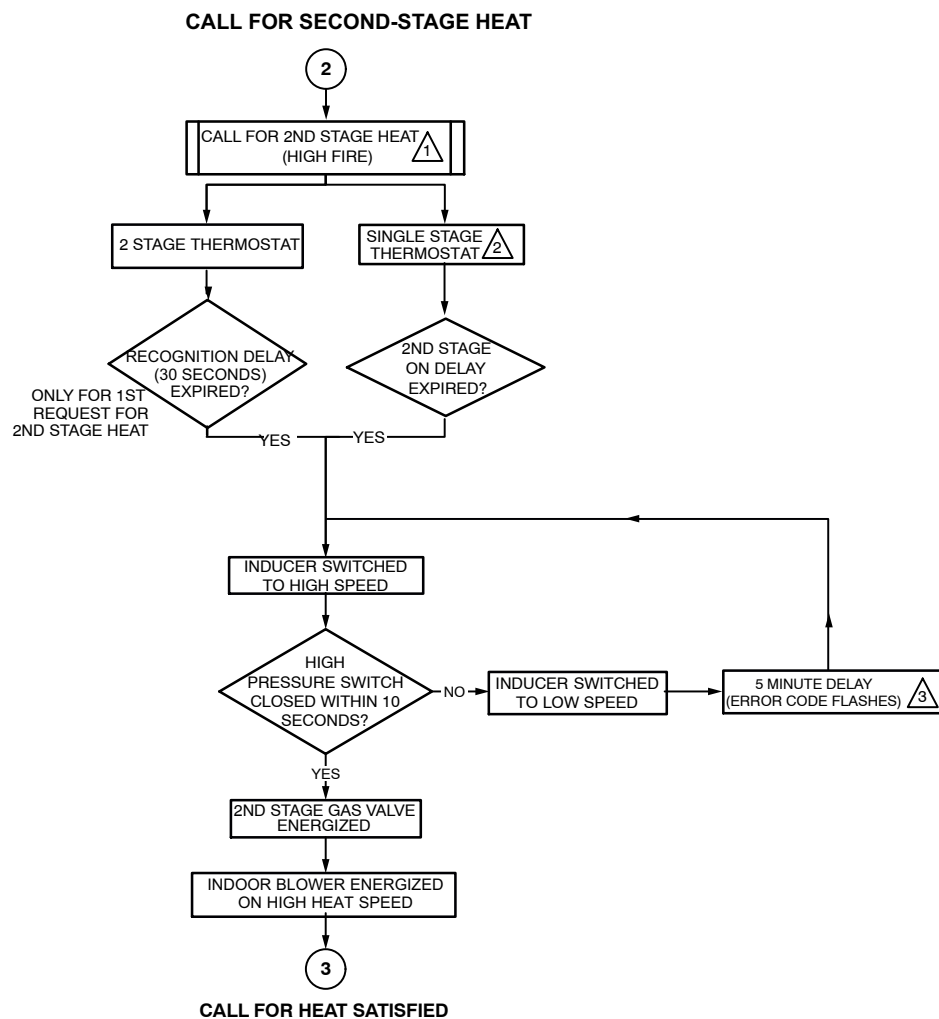 CALL FOR SECOND-STAGE HEAT
2
CALL FOR 2ND STAGE HEAT
(HIGH FIRE)
1
2 STAGE THERMOSTAT
SINGLE STAGE
THERMOSTAT
2
RECOGNITION DELAY
(30 SECONDS)
EXPIRED?
2ND STAGE
ON DELAY
EXPIRED?
ONLY FOR 1ST
REQUEST FOR
2ND STAGE HEAT
YES
YES
INDUCER SWITCHED
TO HIGH SPEED
HIGH
PRESSURE SWITCH
CLOSED WITHIN 10
SECONDS?
NO
INDUCER SWITCHED
TO LOW SPEED
5 MINUTE DELAY
(ERROR CODE FLASHES)
3
YES
2ND STAGE GAS VALVE
ENERGIZED
INDOOR BLOWER ENERGIZED
ON HIGH HEAT SPEED
3
CALL FOR HEAT SATISFIED